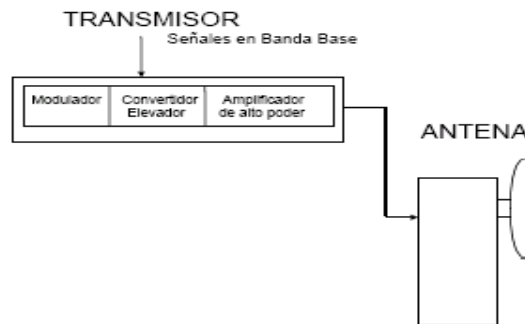 TRANSMISOR
Señales en Banda Base
Modulador
Convertidor
Elevador
Amplificador
de alto poder
ANTENA